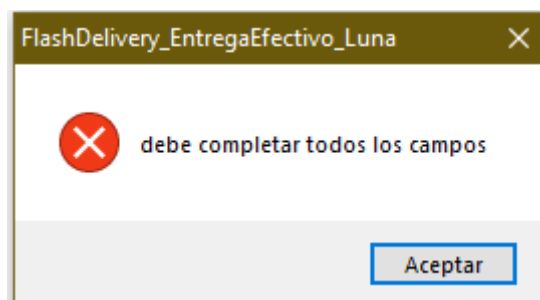 FlashDelivery_EntregaEfectivo_Luna
debe completar todos los campos
Aceptar